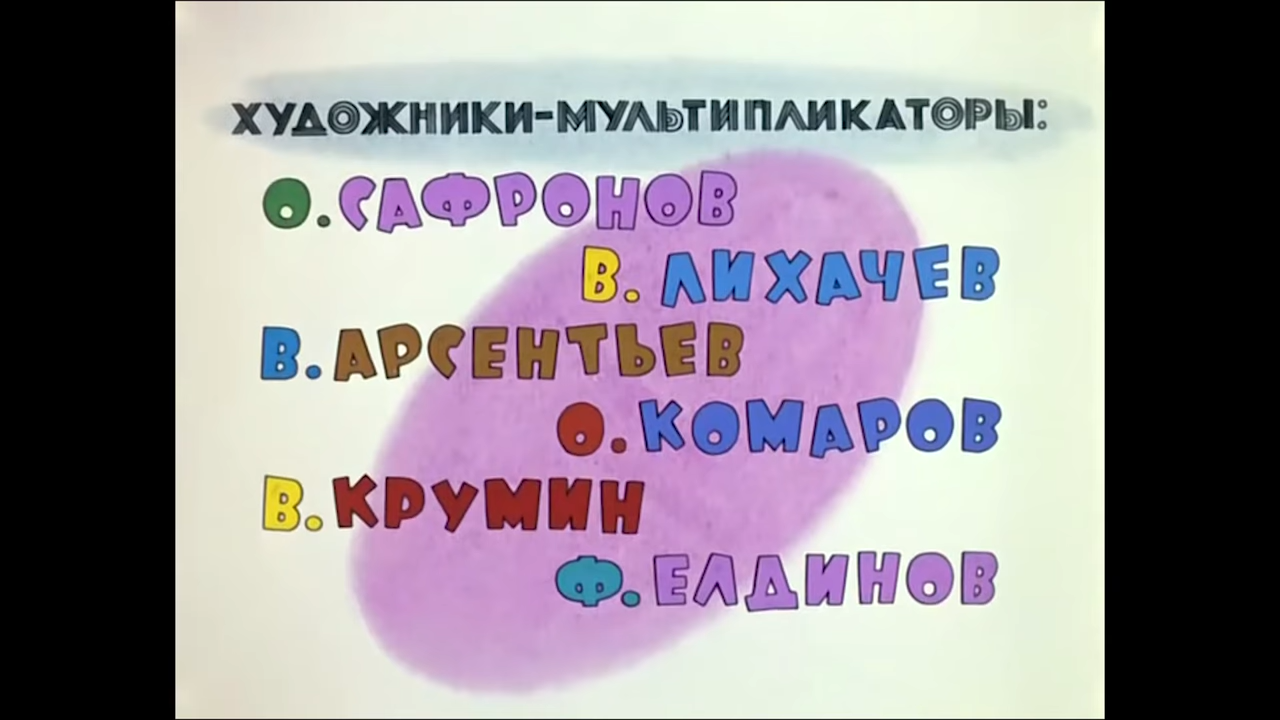 ХУДОЖНИКИ-МУЛЬТИПЛИКАТОРЫ:
О. САФРОНОВ
В. ЛИХАЧЕВ
В. АРСЕНТЬЕВ
О. КОМАРОВ
В. КРУМИН
Ф. ЕЛДИНОВ